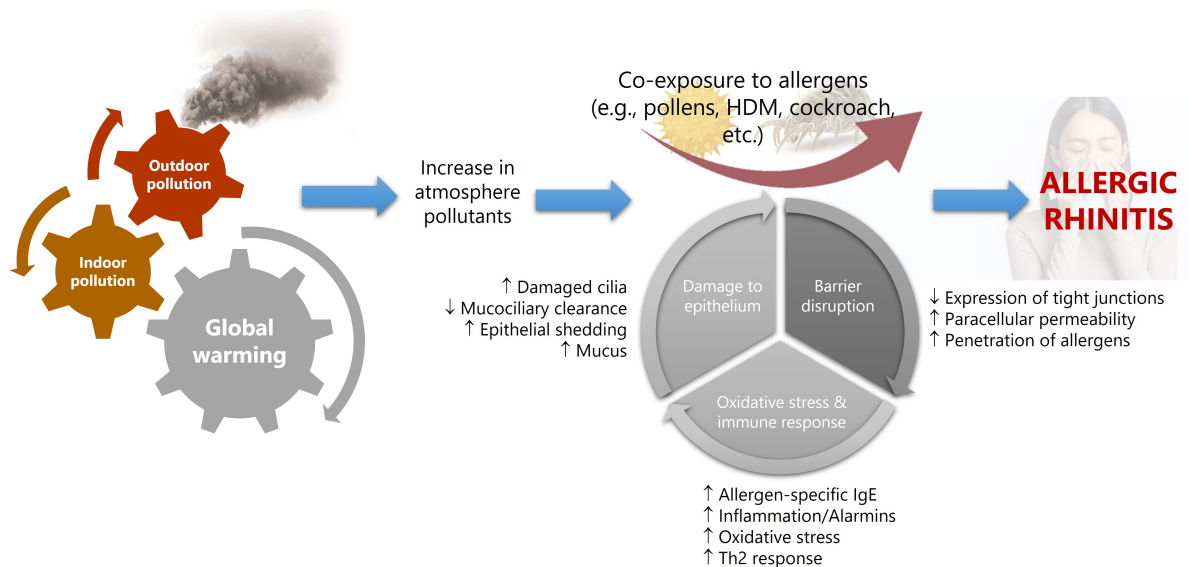 Outdoor
pollution
Indoor
pollution
Global
warming
Increase in
atmosphere
pollutants
Co-exposure to allergens
(e.g., pollens, HDM, cockroach,
etc.)
Damage to
epithelium
Barrier
disruption
Oxidative stress &
immune response
↑ Damaged cilia
↓ Mucociliary clearance
↑ Epithelial shedding
↑ Mucus
↓ Expression of tight junctions
↑ Paracellular permeability
↑ Penetration of allergens
↑ Allergen-specific IgE
↑ Inflammation/Alarmins
↑ Oxidative stress
↑ Th2 response
ALLERGIC
RHINITIS